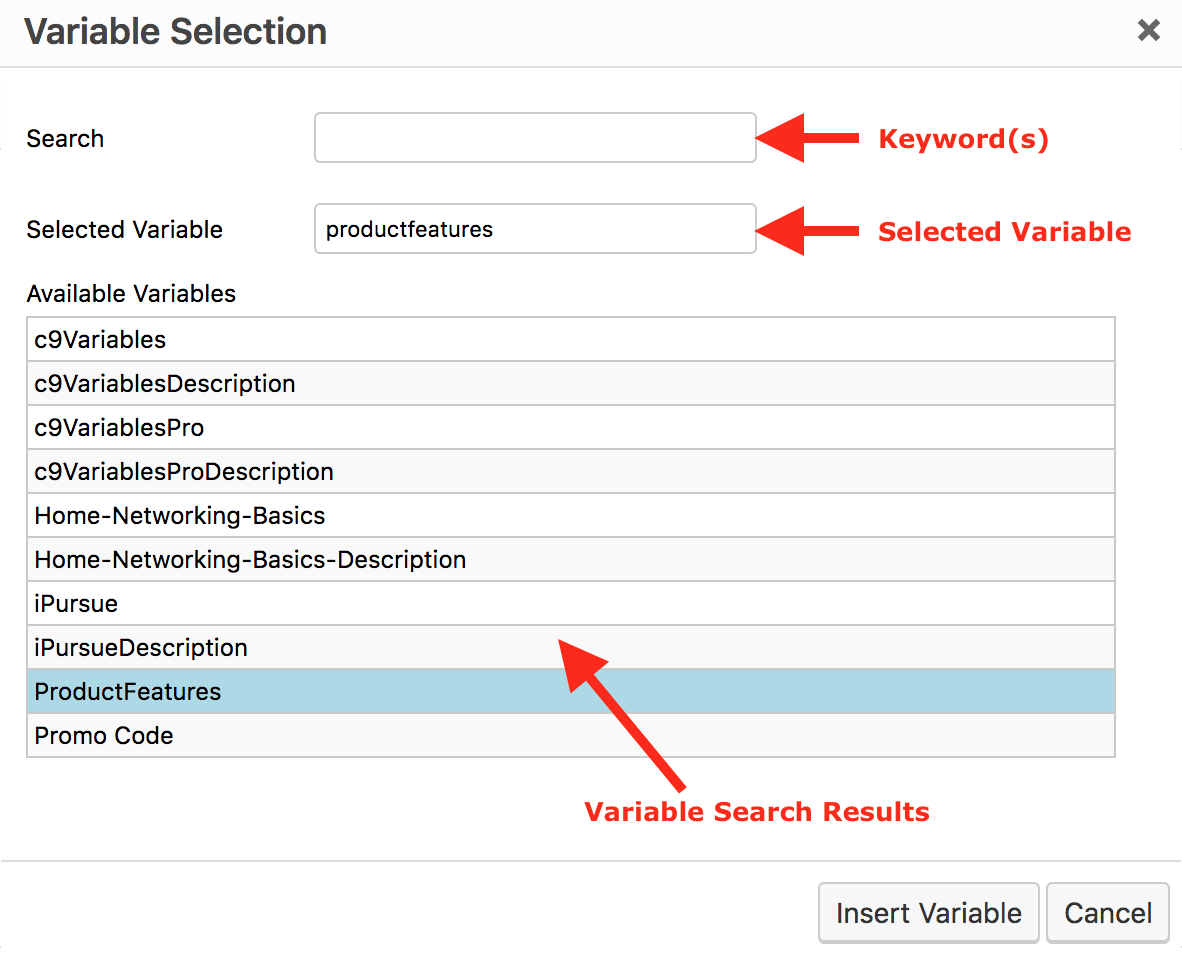 Variable Selection
Search
Keyword(s)
Selected Variable
productfeatures
Selected Variable
Available Variables
c9Variables
c9VariablesDescription
c9VariablesPro
c9VariablesProDescription
Home-Networking-Basics
Home-Networking-Basics-Description
iPursue
iPursueDescription
ProductFeatures
Promo Code
Variable Search Results
Insert Variable
Cancel